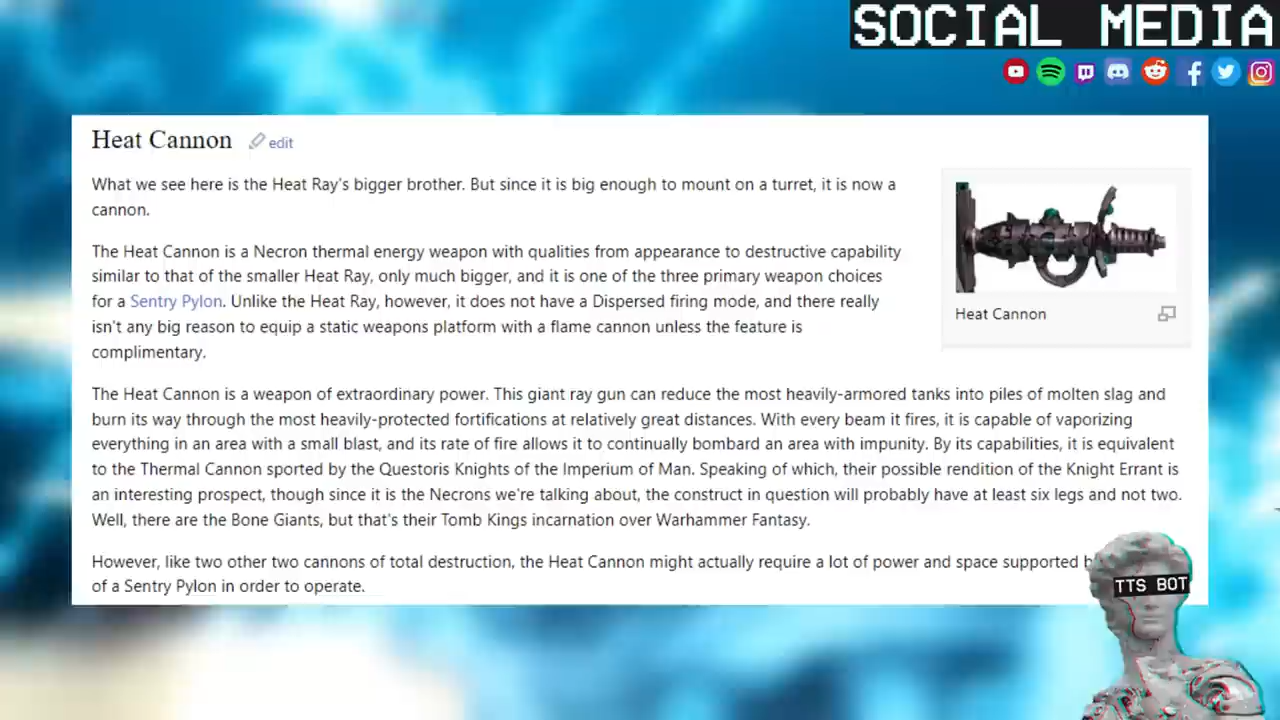 SOCIAL MEDIA
Heat Cannon edit
What we see here is the Heat Ray's bigger brother. But since it is big enough to mount on a turret, it is now a
cannon.
The Heat Cannon is a Necron thermal energy weapon with qualities from appearance to destructive capability
similar to that of the smaller Heat Ray, only much bigger, and it is one of the three primary weapon choices
for a Sentry Pylon. Unlike the Heat Ray, however, it does not have a Dispersed firing mode, and there really
isn't any big reason to equip a static weapons platform with a flame cannon unless the feature is
complimentary.
Heat Cannon
The Heat Cannon is a weapon of extraordinary power. This giant ray gun can reduce the most heavily-armored tanks into piles of molten slag and
burn its way through the most heavily-protected fortifications at relatively great distances. With every beam it fires, it is capable of vaporizing
everything in an area with a small blast, and its rate of fire allows it to continually bombard an area with impunity. By its capabilities, it is equivalent
to the Thermal Cannon sported by the Questoris Knights of the Imperium of Man. Speaking of which, their possible rendition of the Knight Errant is
an interesting prospect, though since it is the Necrons we're talking about, the construct in question will probably have at least six legs and not two.
Well, there are the Bone Giants, but that's their Tomb Kings incarnation over Warhammer Fantasy.
However, like two other two cannons of total destruction, the Heat Cannon might actually require a lot of power and space supported
of a Sentry Pylon in order to operate.
TTS BOT